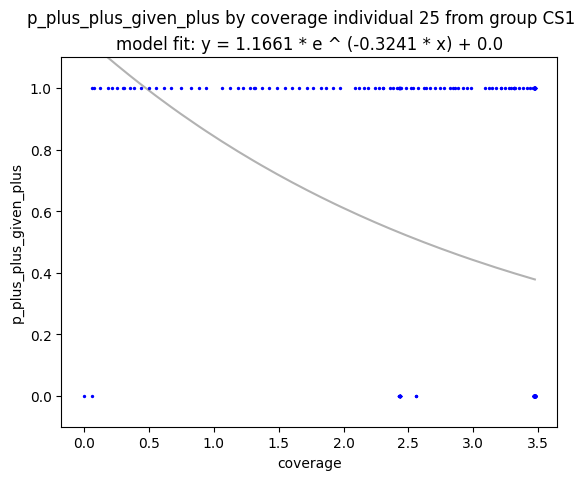 p_plus_plus_given_plus by coverage individual 25 from group CS1
model fit: y = 1.1661 * e ^ (-0.3241 * x) + 0.0
p_plus_plus_given_plus
1.0
0.8
0.6
0.4
0.2
0.0
0.0 0.5 1.0 1.5 2.0 2.5 3.0 3.5
coverage